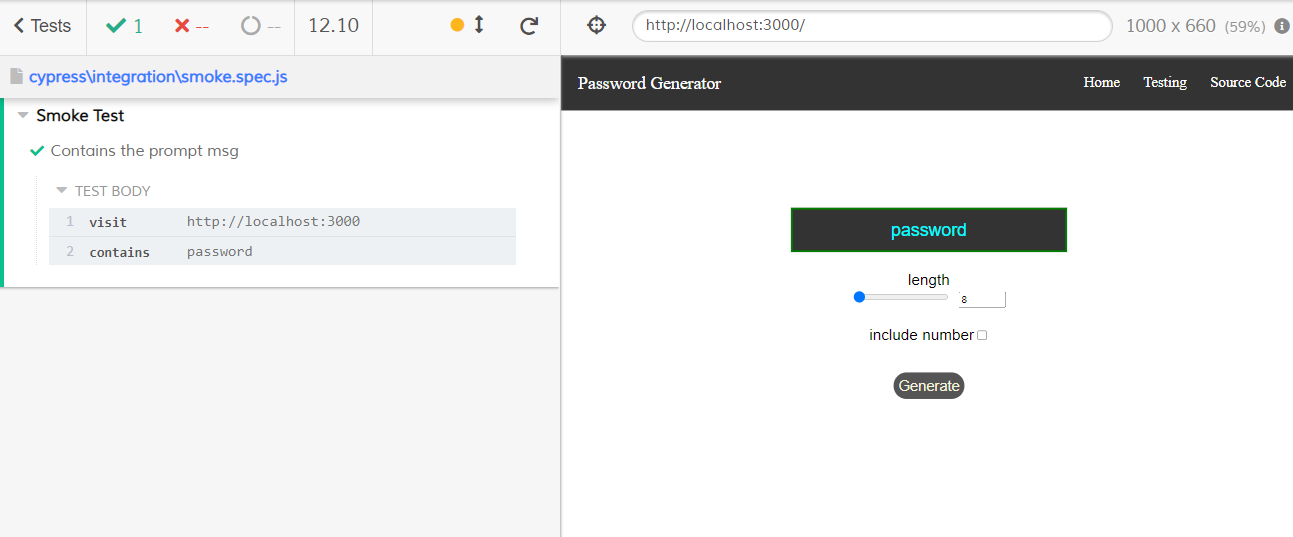 Tests 1 -- -- 12.10
http://localhost:3000/ 1000 x 660 (59%)
cypress\integration\smoke.spec.js
Smoke Test
Contains the prompt msg
TEST BODY
1 visit http://localhost:3000
2 contains password
Password Generator Home Testing Source Code
password
length
8
include number
Generate